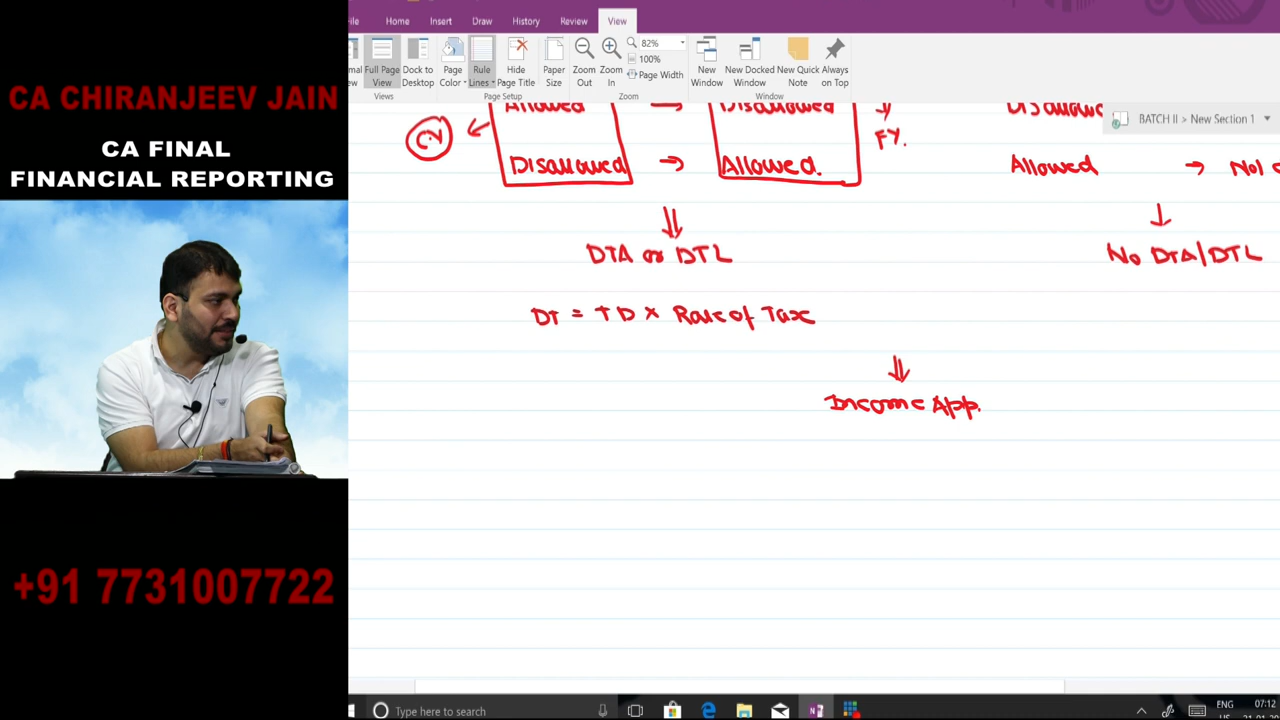 CA CHIRANJEEV JAIN
CA FINAL
FINANCIAL REPORTING
+91 7731007722
Home Insert Draw History Review View
Full Page View
Dock to Desktop
Page Color
Rule Lines
Hide Page Title
Paper Size
Zoom Out
Zoom In
82%
100%
Page Width
New Window
New Docked Window
New Quick Note
Always on Top
Views Page Setup Zoom Window
BATCH II > New Section 1
Allowed → Disallowed
CY FY.
Disallowed → Allowed.
Allowed →
DTA or DTL
No DTA/DTL
DT = TD × Rate of Tax
Income App.
Type here to search
ENG
07:12